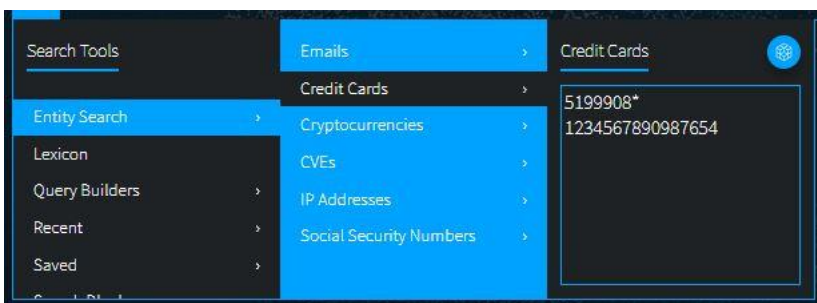 Search Tools
Entity Search
Lexicon
Query Builders
Recent
Saved
Emails
Credit Cards
Cryptocurrencies
CVEs
IP Addresses
Social Security Numbers
Credit Cards
5199908*
1234567890987654